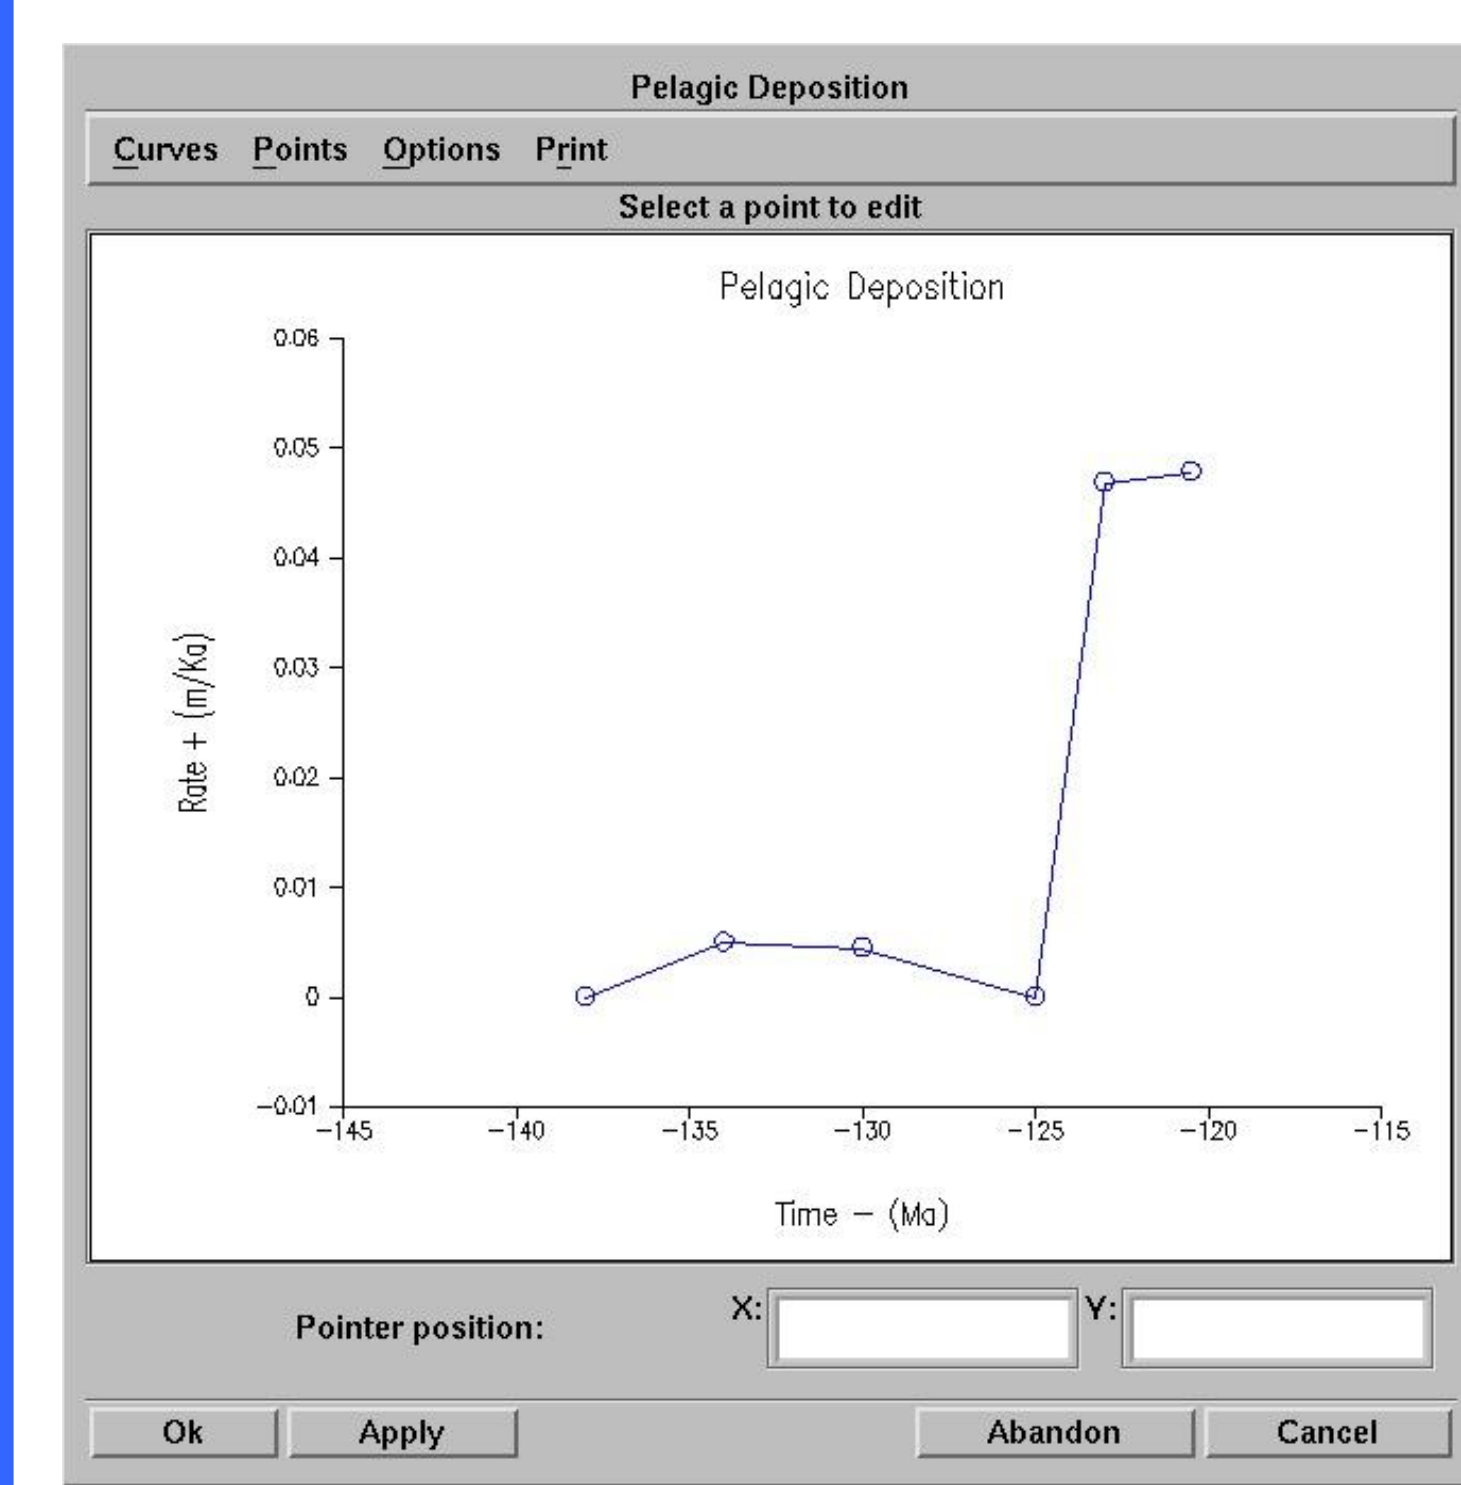 Pelagic Deposition
Curves Points Options Print
Select a point to edit
Pelagic Deposition
0.06
0.05
0.04
0.03
0.02
0.01
0
−0.01
Rate + (m/Ka)
−145 −140 −135 −130 −125 −120 −115
Time − (Ma)
Pointer position: X: Y:
Ok Apply Abandon Cancel